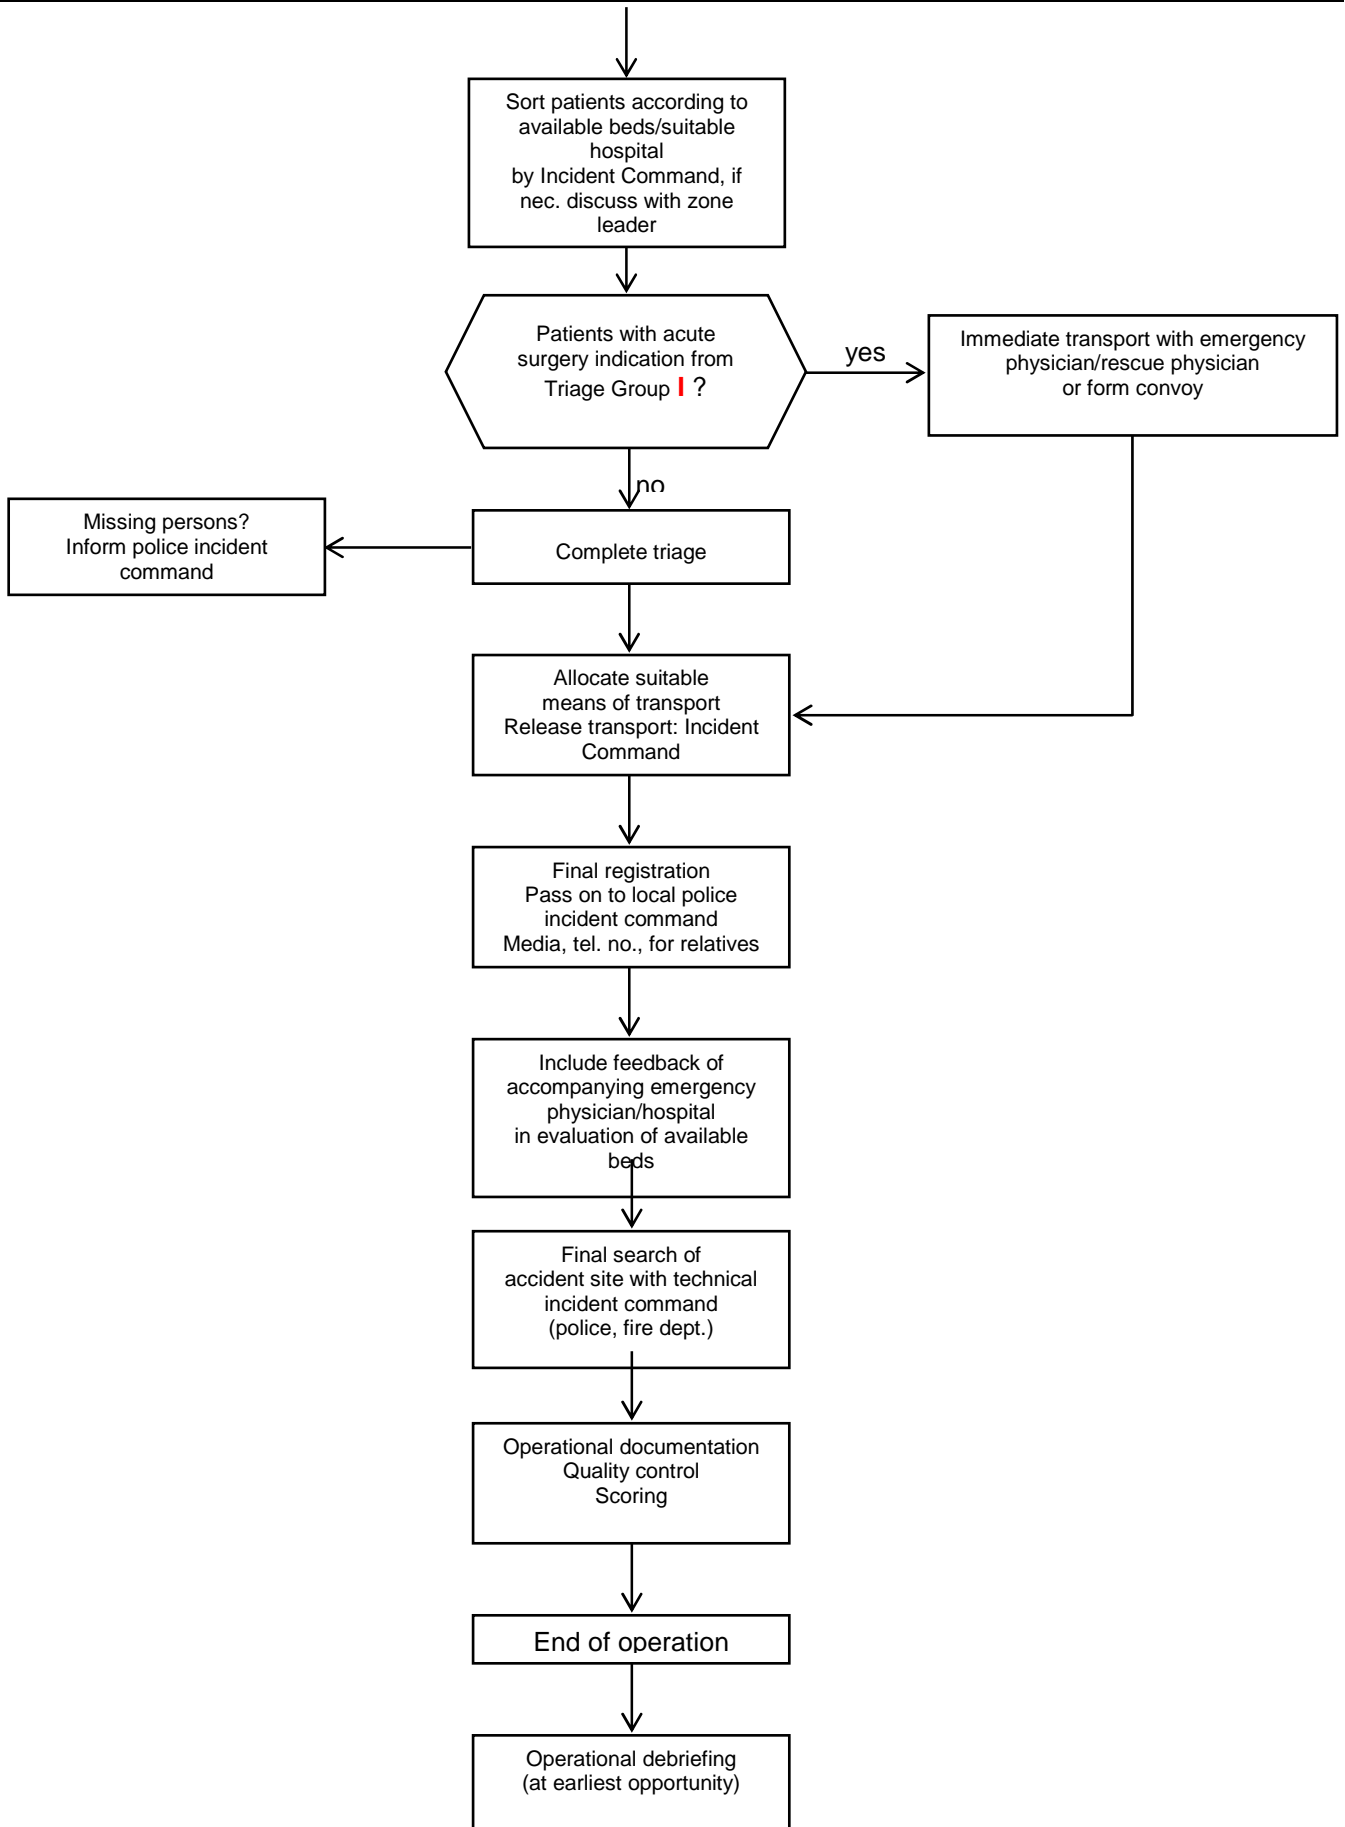 Sort patients according to
available beds/suitable
hospital
by Incident Command, if
nec. discuss with zone
leader
Patients with acute
surgery indication from
Triage Group I ?
yes
Immediate transport with emergency
physician/rescue physician
or form convoy
no
Missing persons?
Inform police incident
command
Complete triage
Allocate suitable
means of transport
Release transport: Incident
Command
Final registration
Pass on to local police
incident command
Media, tel. no., for relatives
Include feedback of
accompanying emergency
physician/hospital
in evaluation of available
beds
Final search of
accident site with technical
incident command
(police, fire dept.)
Operational documentation
Quality control
Scoring
End of operation
Operational debriefing
(at earliest opportunity)